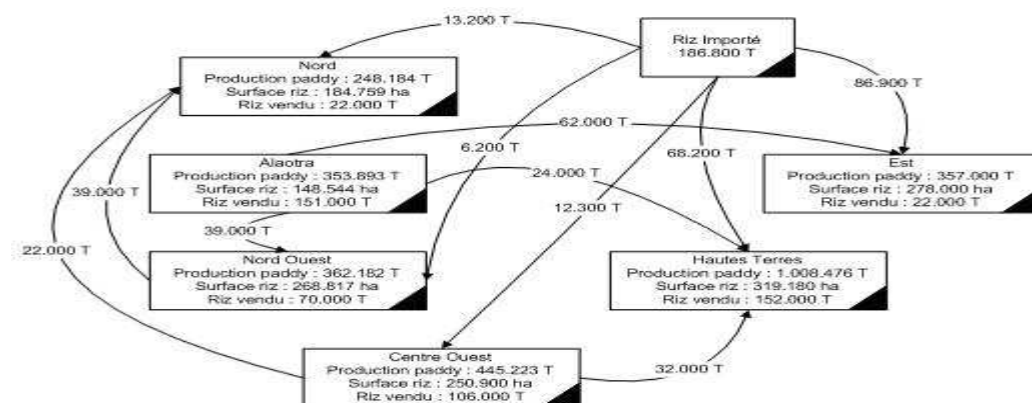 13.200 T
Riz Importé
186.800 T
Nord
Production paddy : 248.184 T
Surface riz : 184.759 ha
Riz vendu : 22.000 T
86.900 T
62.000 T
6.200 T
68.200 T
Alaotra
Production paddy : 353.893 T
Surface riz : 148.544 ha
Riz vendu : 151.000 T
Est
Production paddy : 357.000 T
Surface riz : 278.000 ha
Riz vendu : 22.000 T
39.000 T
24.000 T
12.300 T
39.000 T
22.000 T
Nord Ouest
Production paddy : 362.182 T
Surface riz : 268.817 ha
Riz vendu : 70.000 T
Hautes Terres
Production paddy : 1.008.476 T
Surface riz : 319.180 ha
Riz vendu : 152.000 T
Centre Ouest
Production paddy : 445.223 T
Surface riz : 250.900 ha
Riz vendu : 106.000 T
32.000 T